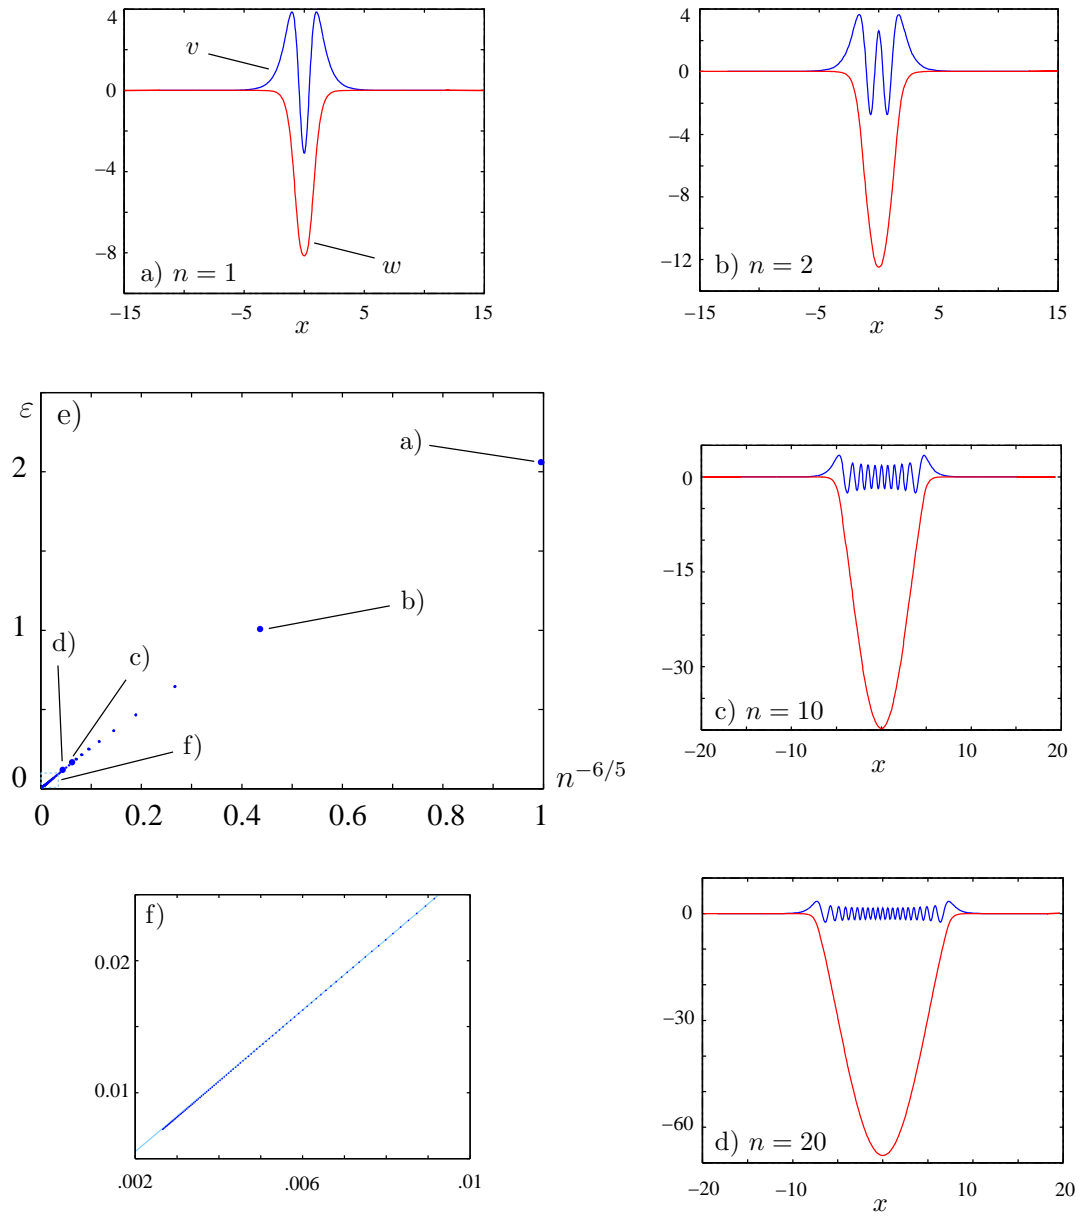 4
0
−4
−8
v
w
a) n = 1
−15
−5
5
15
x
4
0
−4
−8
−12
b) n = 2
−15
−5
5
15
x
ε
e)
2
1
0
a)
b)
d)
c)
f)
0
0.2
0.4
0.6
0.8
1
n^{−6/5}
0
−15
−30
c) n = 10
−20
−10
10
20
x
f)
0.02
0.01
.002
.006
.01
0
−30
−60
d) n = 20
−20
−10
10
20
x